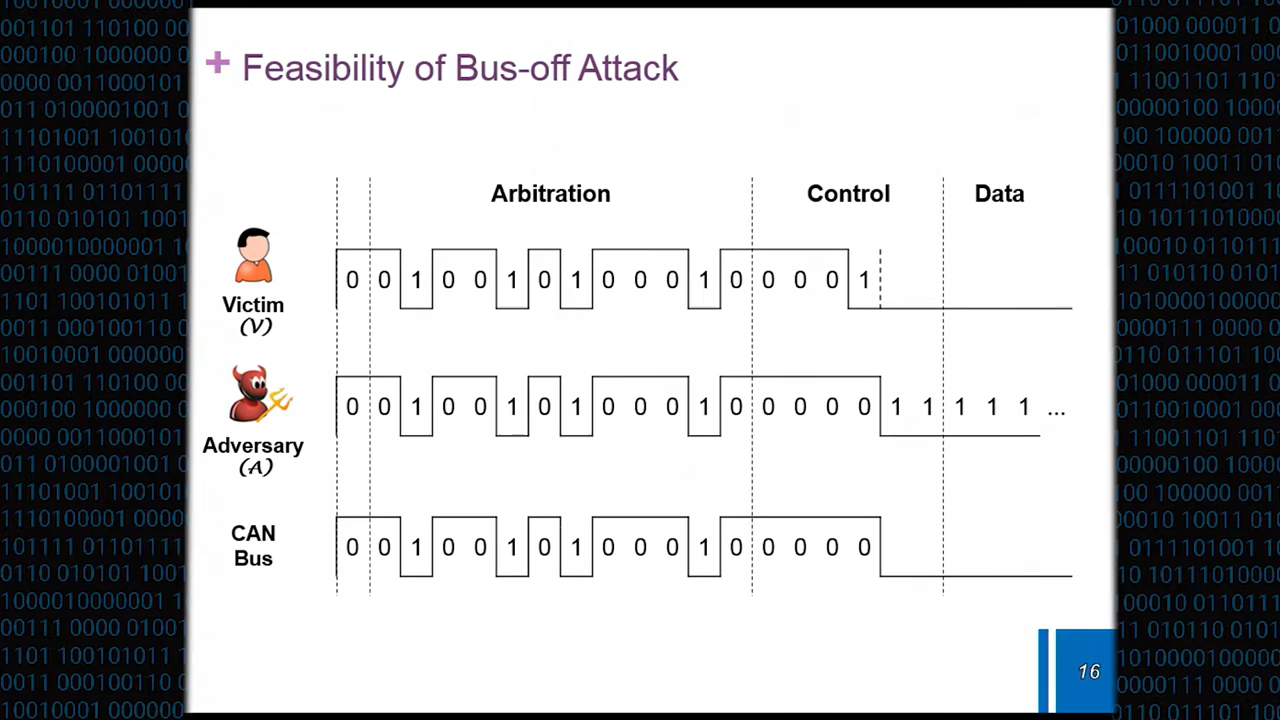 + Feasibility of Bus-off Attack
Arbitration Control Data
0 0 1 0 0 1 0 1 0 0 0 1 0 0 0 0 1
Victim
(V)
0 0 1 0 0 1 0 1 0 0 0 1 0 0 0 0 0 1 1 1 1 1 ...
Adversary
(A)
CAN
Bus
0 0 1 0 0 1 0 1 0 0 0 1 0 0 0 0 0
16